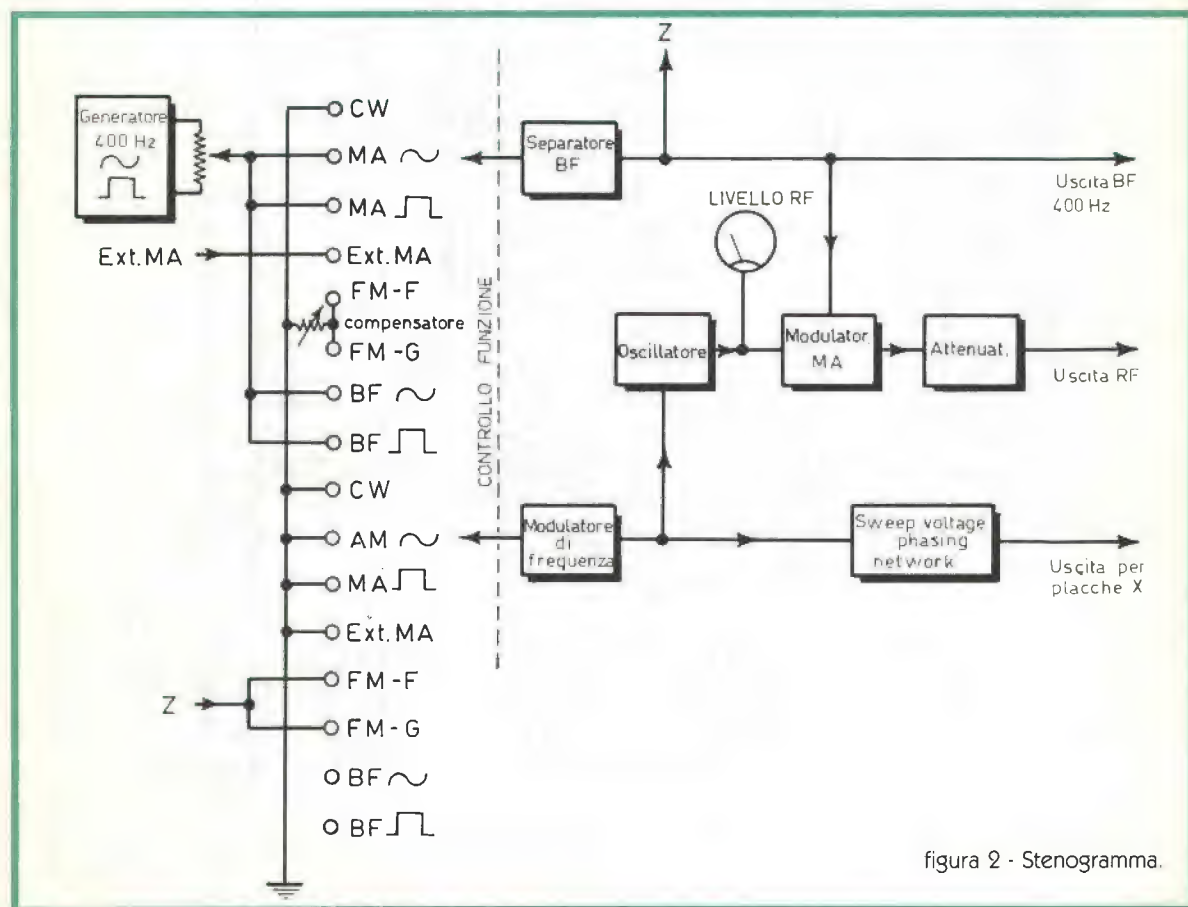 Generatore
400 Hz
Ext. MA
Z
CW
MA
MA
Ext. MA
FM-F
compensatore
FM-G
BF
BF
CW
AM
MA
Ext. MA
FM-F
FM-G
BF
BF
CONTROLLO FUNZIONE
Z
Separatore
BF
Uscita BF
400 Hz
LIVELLO RF
Oscillatore
Modulator.
MA
Attenuat.
Uscita RF
Modulatore
di
frequenza
Sweep voltage
phasing
network
Uscita per
placche X
figura 2 - Stenogramma.